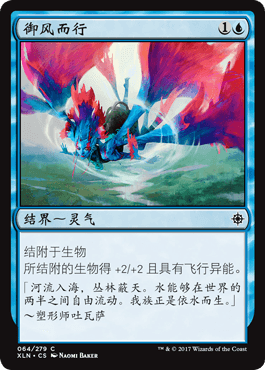 御风而行 1
结界～灵气
结附于生物
所结附的生物得 +2/+2 且具有飞行异能。
「河流入海，丛林蔽天。水能够在世界的
两半之间自由流动。我族正是依水而生。」
～塑形师吐瓦萨
064/279 C
XLN • CS Naomi Baker
™ & © 2017 Wizards of the Coast